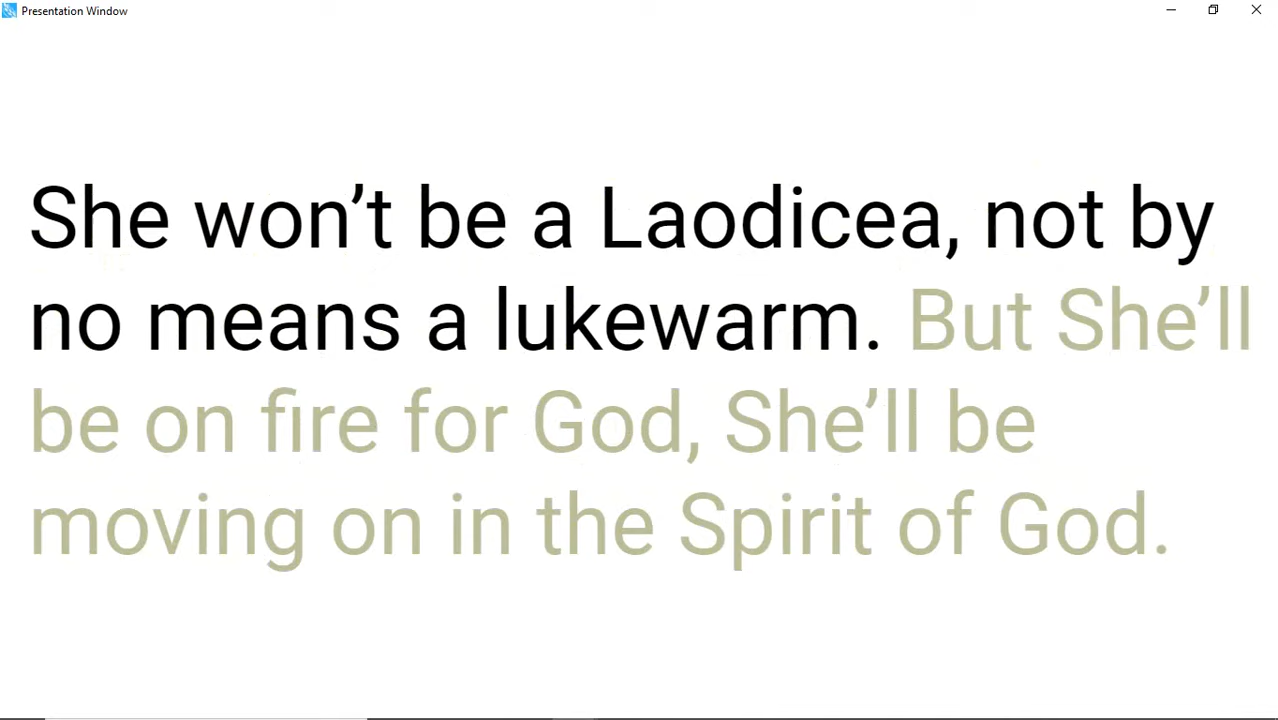 Presentation Window
She won’t be a Laodicea, not by
no means a lukewarm. But She’ll
be on fire for God, She’ll be
moving on in the Spirit of God.